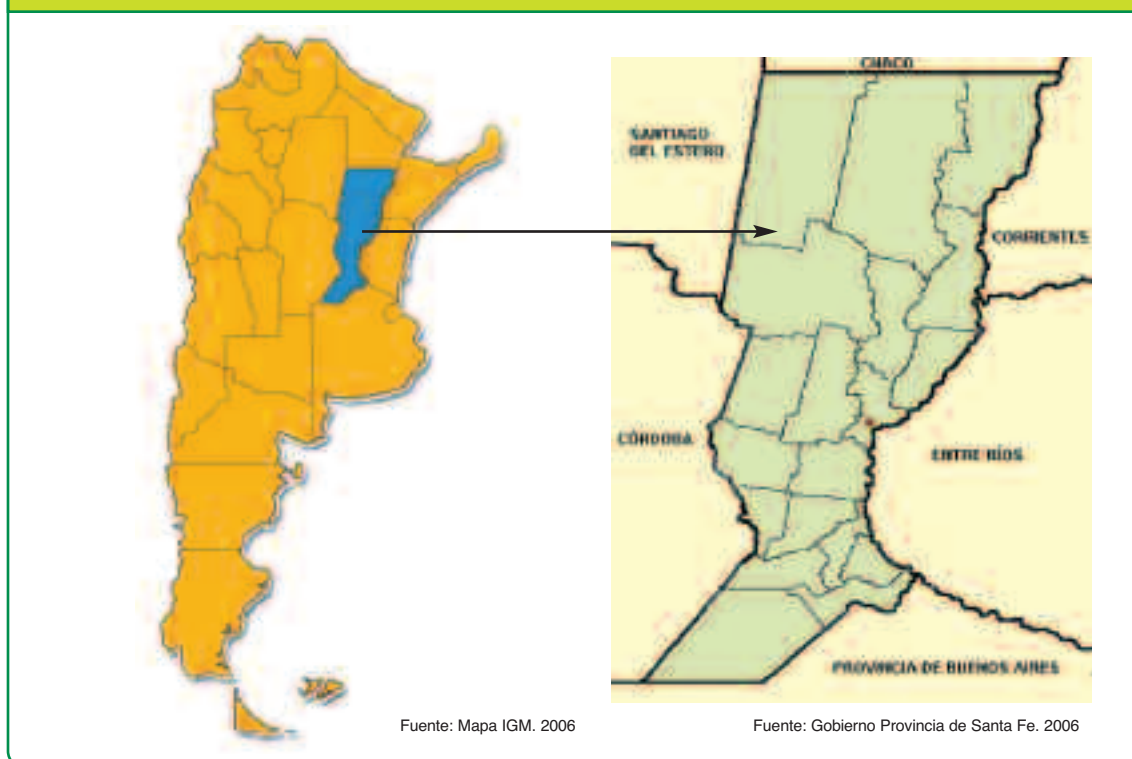 CHACO
SANTIAGO
DEL ESTERO
CORRIENTES
CÓRDOBA
ENTRE RÍOS
PROVINCIA DE BUENOS AIRES
Fuente: Mapa IGM. 2006
Fuente: Gobierno Provincia de Santa Fe. 2006